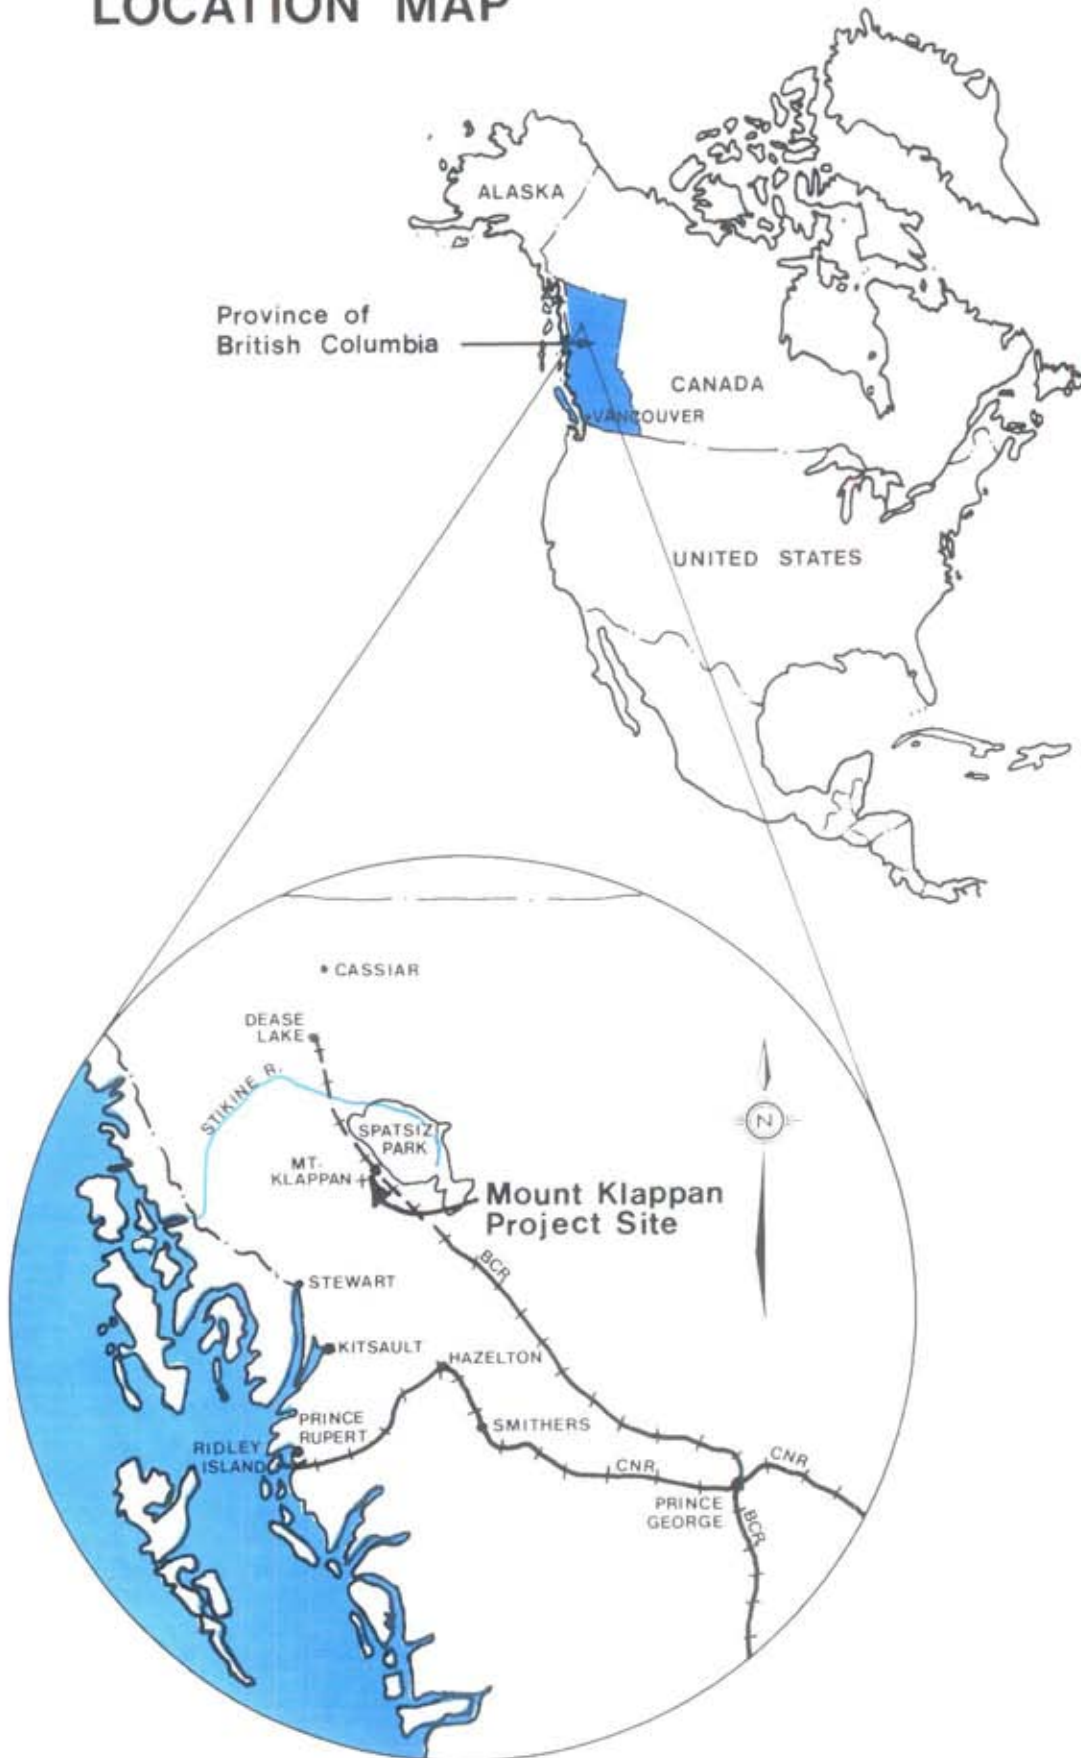 LOCATION MAP
ALASKA
Province of
British Columbia
CANADA
VANCOUVER
UNITED STATES
CASSIAR
DEASE
LAKE
STIKINE R.
SPATSIZI
PARK
MT.
KLAPPAN
N
Mount Klappan
Project Site
BCR
STEWART
KITSAULT
HAZELTON
PRINCE
RUPERT
SMITHERS
RIDLEY
ISLAND
CNR
CNR
PRINCE
GEORGE
BCR